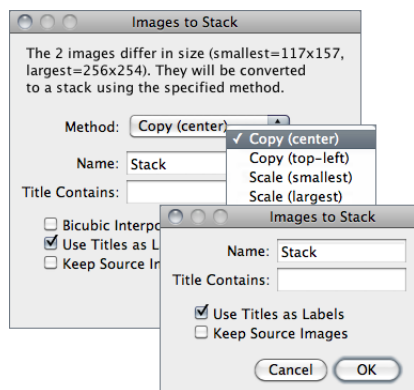 Images to Stack
The 2 images differ in size (smallest=117x157,
largest=256x254). They will be converted
to a stack using the specified method.
Method: Copy (center)
✓ Copy (center)
Copy (top-left)
Scale (smallest)
Scale (largest)
Name: Stack
Title Contains:
Bicubic
Use Titles as
Keep Source
Images to Stack
Name: Stack
Title Contains:
Use Titles as Labels
Keep Source Images
Cancel OK